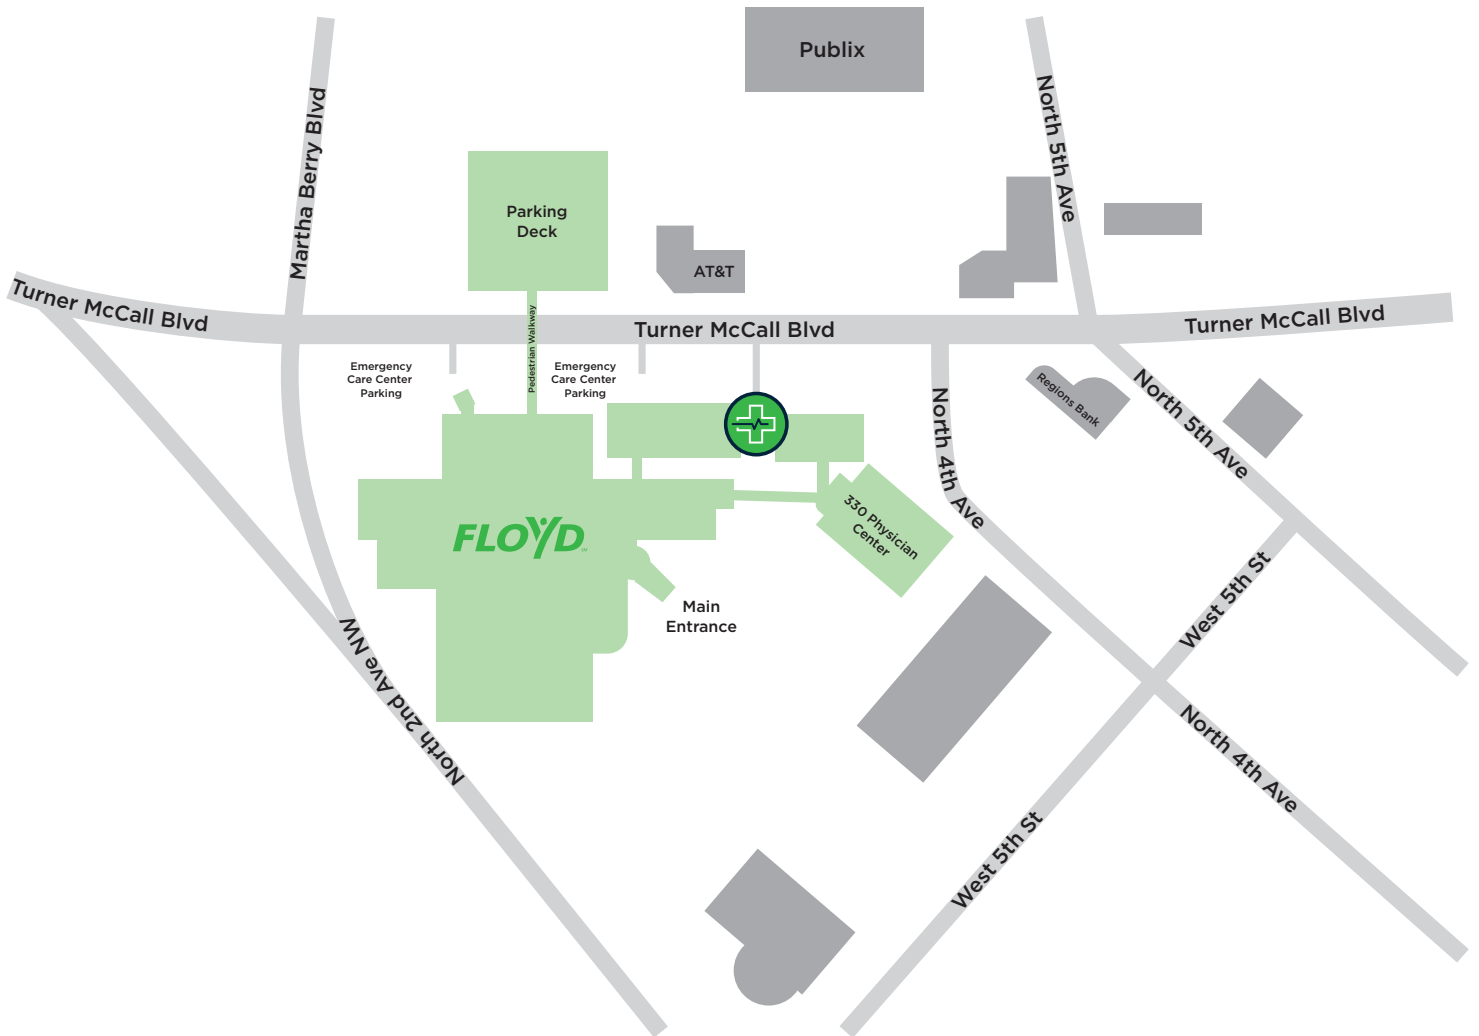 Publix
North 5th Ave
Martha Berry Blvd
Parking
Deck
AT&T
Turner McCall Blvd
Pedestrian Walkway
Turner McCall Blvd
Turner McCall Blvd
Emergency
Care Center
Parking
Emergency
Care Center
Parking
Regions Bank
North 5th Ave
North 4th Ave
330 Physician
Center
FLOYD
Main
Entrance
West 5th St
North 2nd Ave NW
North 4th Ave
West 5th St